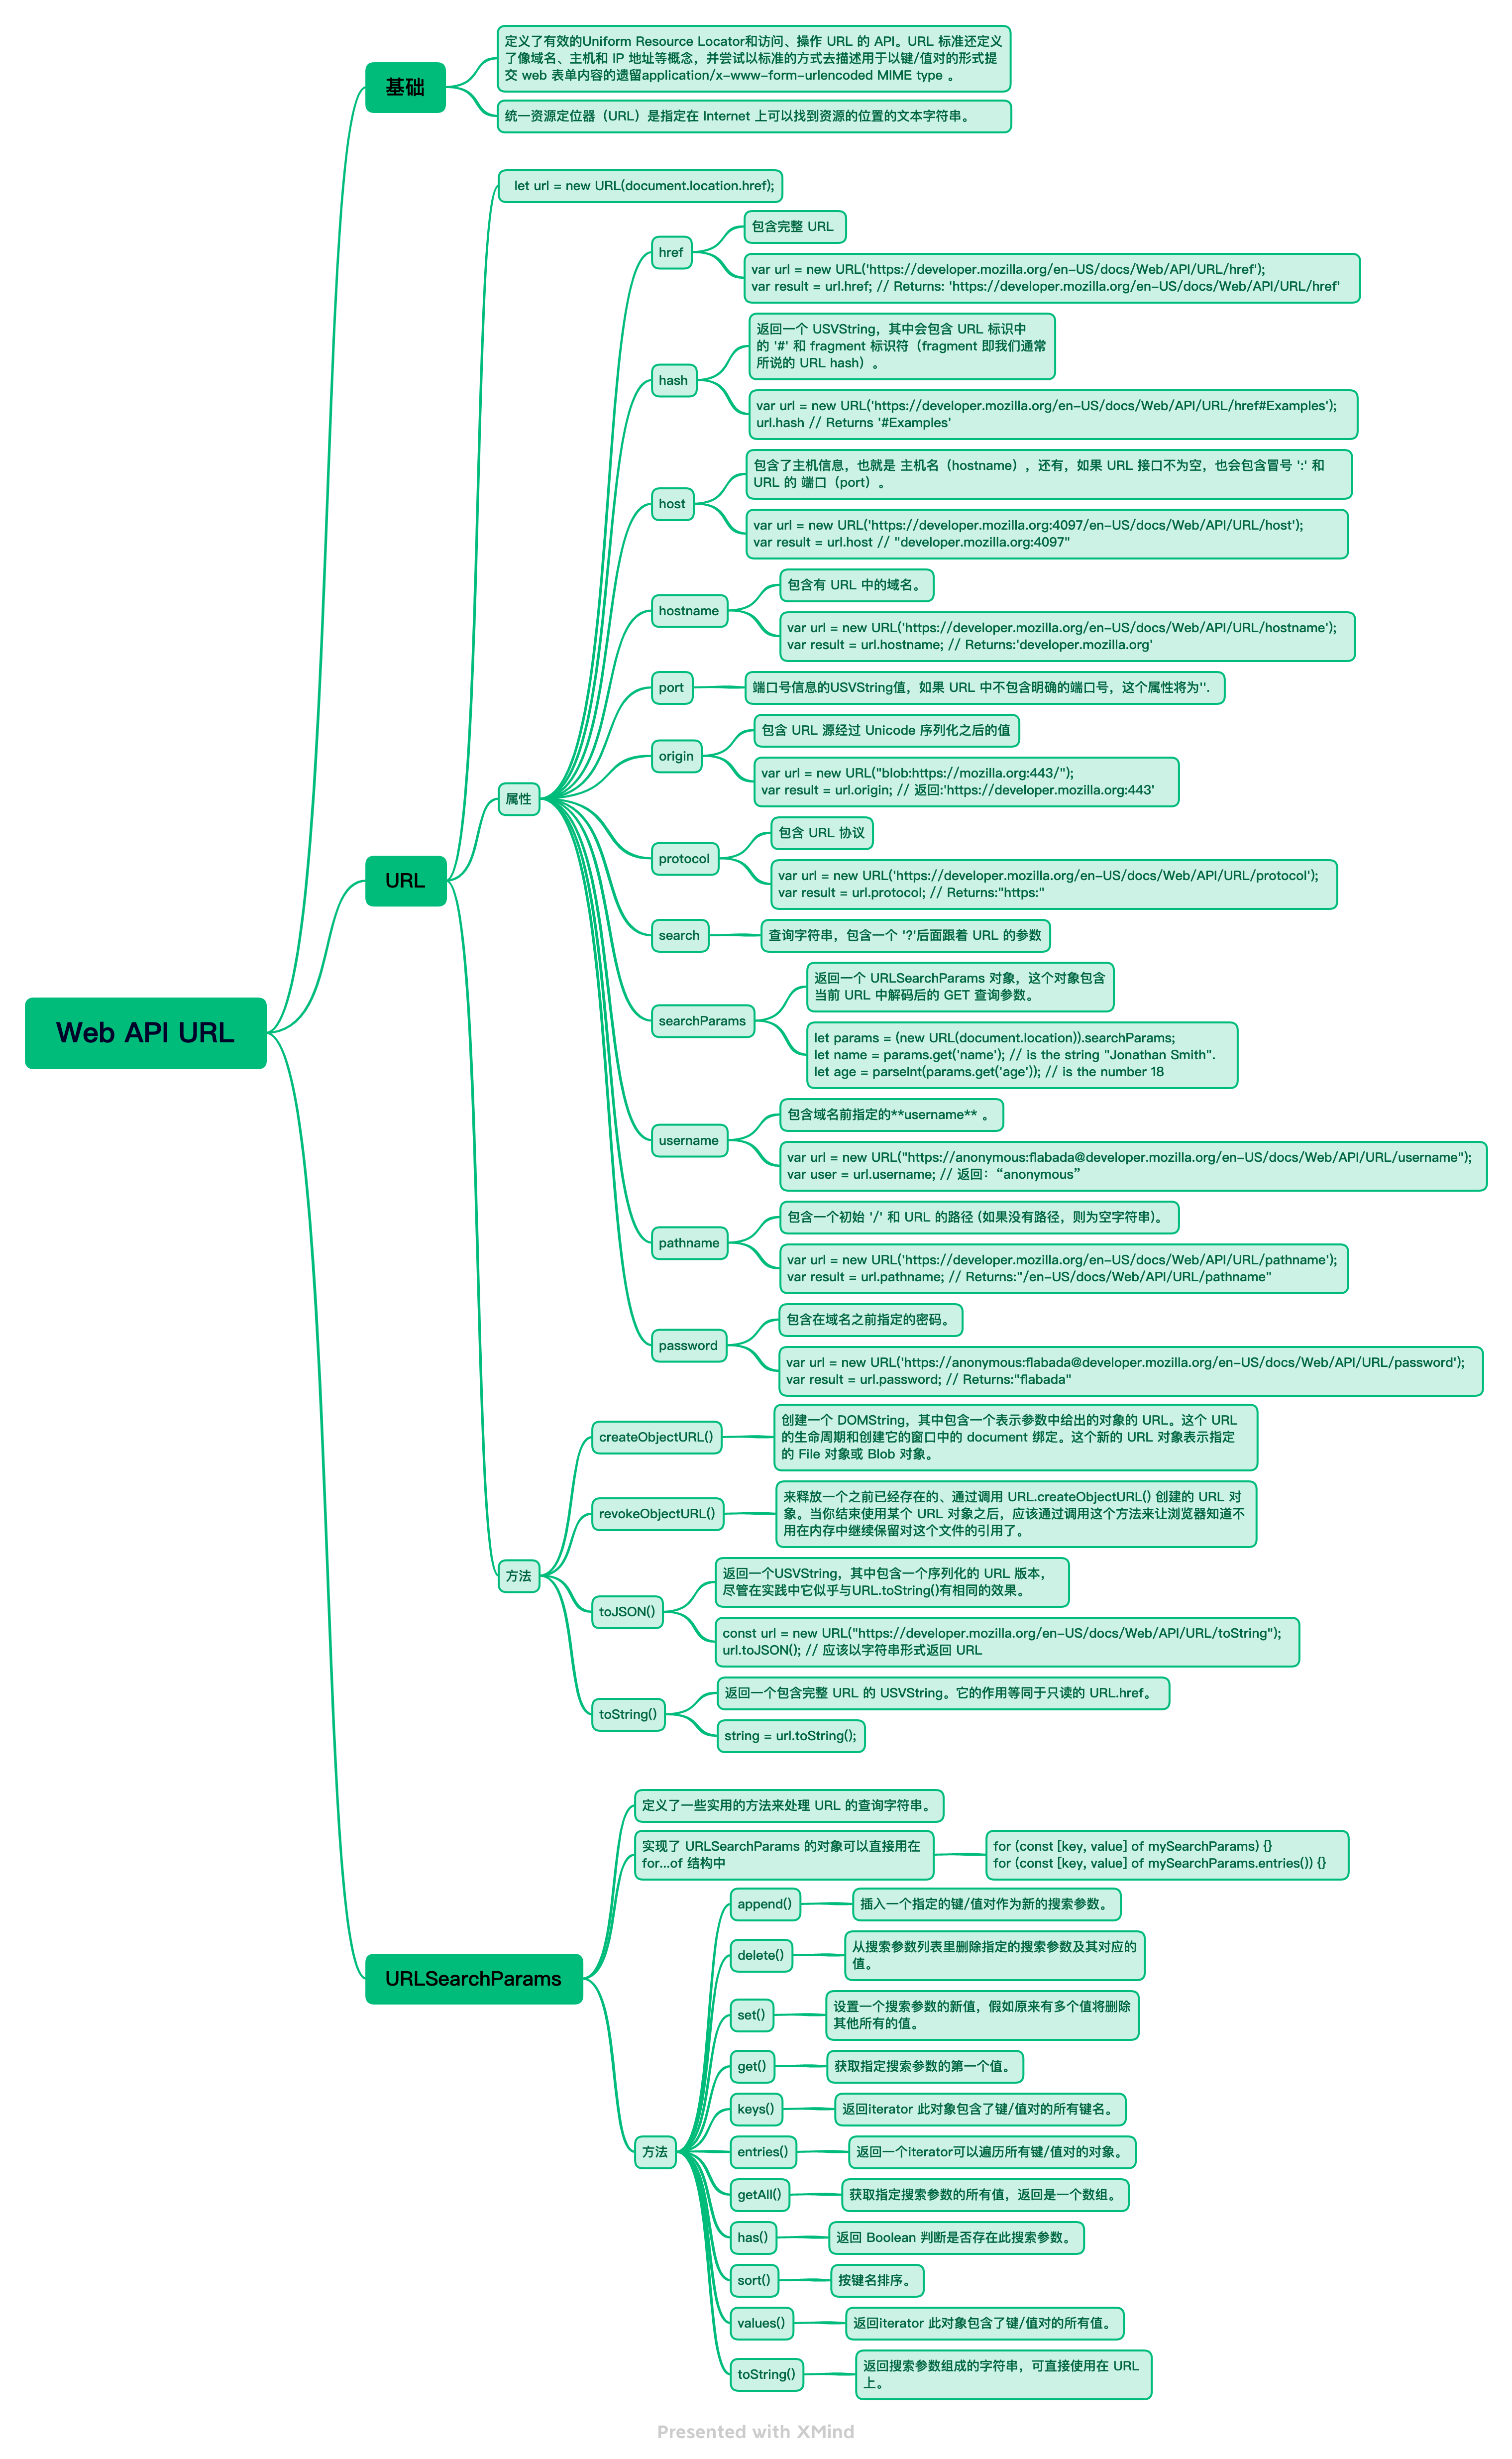 Web API URL
基础
定义了有效的Uniform Resource Locator和访问、操作 URL 的 API。URL 标准还定义
了像域名、主机和 IP 地址等概念，并尝试以标准的方式去描述用于以键/值对的形式提
交 web 表单内容的遗留application/x-www-form-urlencoded MIME type 。
统一资源定位器（URL）是指定在 Internet 上可以找到资源的位置的文本字符串。
URL
let url = new URL(document.location.href);
属性
href
包含完整 URL
var url = new URL('https://developer.mozilla.org/en-US/docs/Web/API/URL/href');
var result = url.href; // Returns: 'https://developer.mozilla.org/en-US/docs/Web/API/URL/href'
hash
返回一个 USVString，其中会包含 URL 标识中
的 '#' 和 fragment 标识符（fragment 即我们通常
所说的 URL hash）。
var url = new URL('https://developer.mozilla.org/en-US/docs/Web/API/URL/href#Examples');
url.hash // Returns '#Examples'
host
包含了主机信息，也就是 主机名（hostname），还有，如果 URL 接口不为空，也会包含冒号 ':' 和
URL 的 端口（port）。
var url = new URL('https://developer.mozilla.org:4097/en-US/docs/Web/API/URL/host');
var result = url.host // "developer.mozilla.org:4097"
hostname
包含有 URL 中的域名。
var url = new URL('https://developer.mozilla.org/en-US/docs/Web/API/URL/hostname');
var result = url.hostname; // Returns:'developer.mozilla.org'
port
端口号信息的USVString值，如果 URL 中不包含明确的端口号，这个属性将为''.
origin
包含 URL 源经过 Unicode 序列化之后的值
var url = new URL("blob:https://mozilla.org:443/");
var result = url.origin; // 返回:'https://developer.mozilla.org:443'
protocol
包含 URL 协议
var url = new URL('https://developer.mozilla.org/en-US/docs/Web/API/URL/protocol');
var result = url.protocol; // Returns:"https:"
search
查询字符串，包含一个 '?'后面跟着 URL 的参数
searchParams
返回一个 URLSearchParams 对象，这个对象包含
当前 URL 中解码后的 GET 查询参数。
let params = (new URL(document.location)).searchParams;
let name = params.get('name'); // is the string "Jonathan Smith".
let age = parseInt(params.get('age')); // is the number 18
username
包含域名前指定的**username** 。
var url = new URL("https://anonymous:flabada@developer.mozilla.org/en-US/docs/Web/API/URL/username");
var user = url.username; // 返回：“anonymous”
pathname
包含一个初始 '/' 和 URL 的路径 (如果没有路径，则为空字符串)。
var url = new URL('https://developer.mozilla.org/en-US/docs/Web/API/URL/pathname');
var result = url.pathname; // Returns:"/en-US/docs/Web/API/URL/pathname"
password
包含在域名之前指定的密码。
var url = new URL('https://anonymous:flabada@developer.mozilla.org/en-US/docs/Web/API/URL/password');
var result = url.password; // Returns:"flabada"
方法
createObjectURL()
创建一个 DOMString，其中包含一个表示参数中给出的对象的 URL。这个 URL
的生命周期和创建它的窗口中的 document 绑定。这个新的 URL 对象表示指定
的 File 对象或 Blob 对象。
revokeObjectURL()
来释放一个之前已经存在的、通过调用 URL.createObjectURL() 创建的 URL 对
象。当你结束使用某个 URL 对象之后，应该通过调用这个方法来让浏览器知道不
用在内存中继续保留对这个文件的引用了。
toJSON()
返回一个USVString，其中包含一个序列化的 URL 版本，
尽管在实践中它似乎与URL.toString()有相同的效果。
const url = new URL("https://developer.mozilla.org/en-US/docs/Web/API/URL/toString");
url.toJSON(); // 应该以字符串形式返回 URL
toString()
返回一个包含完整 URL 的 USVString。它的作用等同于只读的 URL.href。
string = url.toString();
URLSearchParams
定义了一些实用的方法来处理 URL 的查询字符串。
实现了 URLSearchParams 的对象可以直接用在
for...of 结构中
for (const [key, value] of mySearchParams) {}
for (const [key, value] of mySearchParams.entries()) {}
方法
append()
插入一个指定的键/值对作为新的搜索参数。
delete()
从搜索参数列表里删除指定的搜索参数及其对应的
值。
set()
设置一个搜索参数的新值，假如原来有多个值将删除
其他所有的值。
get()
获取指定搜索参数的第一个值。
keys()
返回iterator 此对象包含了键/值对的所有键名。
entries()
返回一个iterator可以遍历所有键/值对的对象。
getAll()
获取指定搜索参数的所有值，返回是一个数组。
has()
返回 Boolean 判断是否存在此搜索参数。
sort()
按键名排序。
values()
返回iterator 此对象包含了键/值对的所有值。
toString()
返回搜索参数组成的字符串，可直接使用在 URL
上。
Presented with XMind